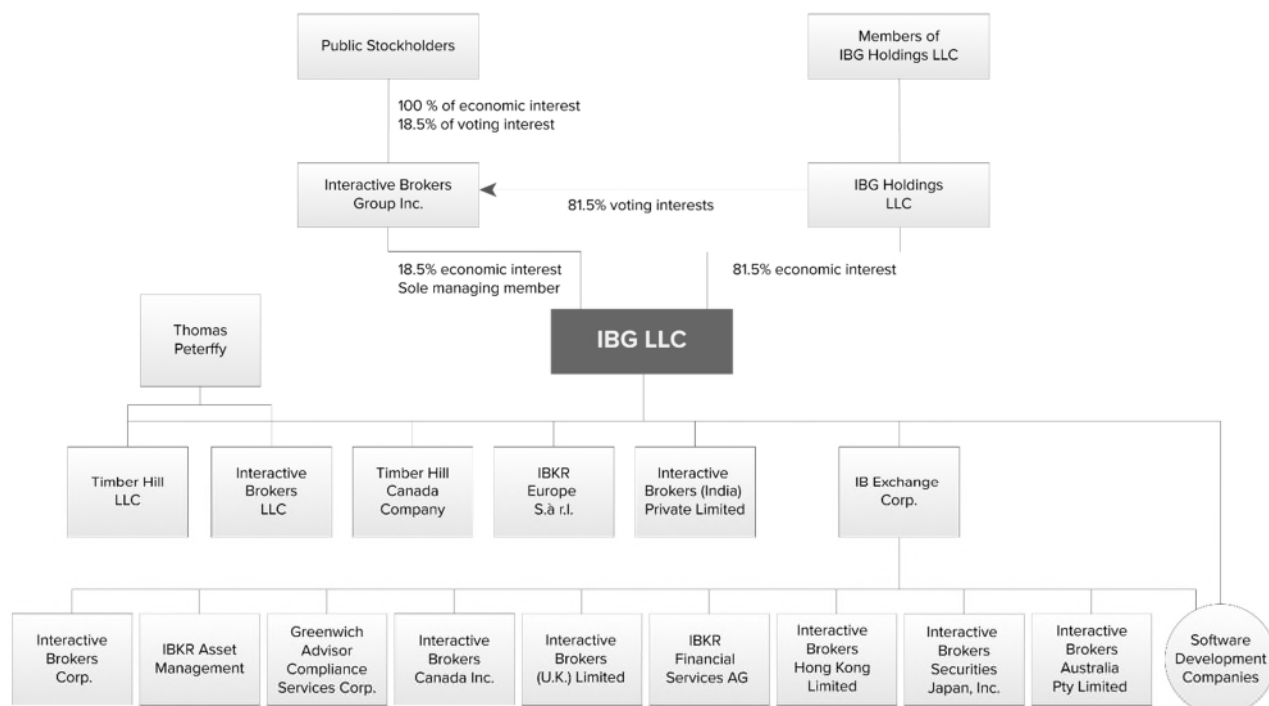 Public Stockholders
Members of
IBG Holdings LLC
100 % of economic interest
18.5% of voting interest
Interactive Brokers
Group Inc.
81.5% voting interests
IBG Holdings
LLC
18.5% economic interest
Sole managing member
81.5% economic interest
Thomas
Peterffy
IBG LLC
Timber Hill
LLC
Interactive
Brokers
LLC
Timber Hill
Canada
Company
IBKR
Europe
S.à r.l.
Interactive
Brokers (India)
Private Limited
IB Exchange
Corp.
Interactive
Brokers
Corp.
IBKR Asset
Management
Greenwich
Advisor
Compliance
Services Corp.
Interactive
Brokers
Canada Inc.
Interactive
Brokers
(U.K.) Limited
IBKR
Financial
Services AG
Interactive
Brokers
Hong Kong
Limited
Interactive
Brokers
Securities
Japan, Inc.
Interactive
Brokers
Australia
Pty Limited
Software
Development
Companies